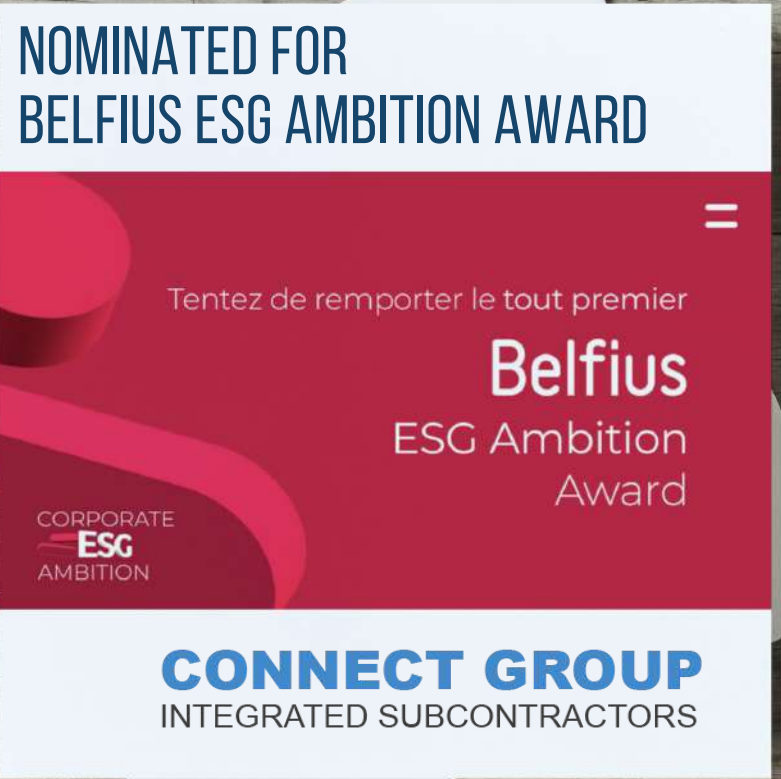 NOMINATED FOR
BELFIUS ESG AMBITION AWARD
Tentez de remporter le tout premier
Belfius
ESG Ambition
Award
CORPORATE
ESG
AMBITION
CONNECT GROUP
INTEGRATED SUBCONTRACTORS